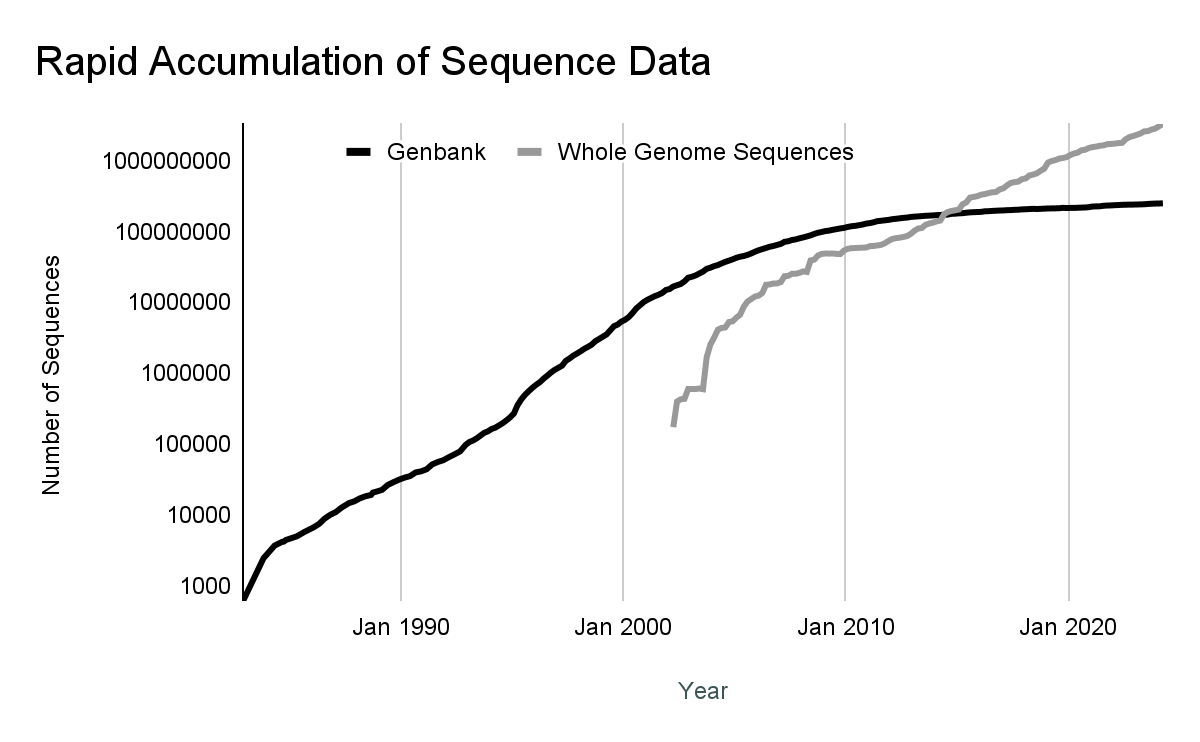 Rapid Accumulation of Sequence Data
Genbank
Whole Genome Sequences
Number of Sequences
1000000000
100000000
10000000
1000000
100000
10000
1000
Jan 1990
Jan 2000
Jan 2010
Jan 2020
Year